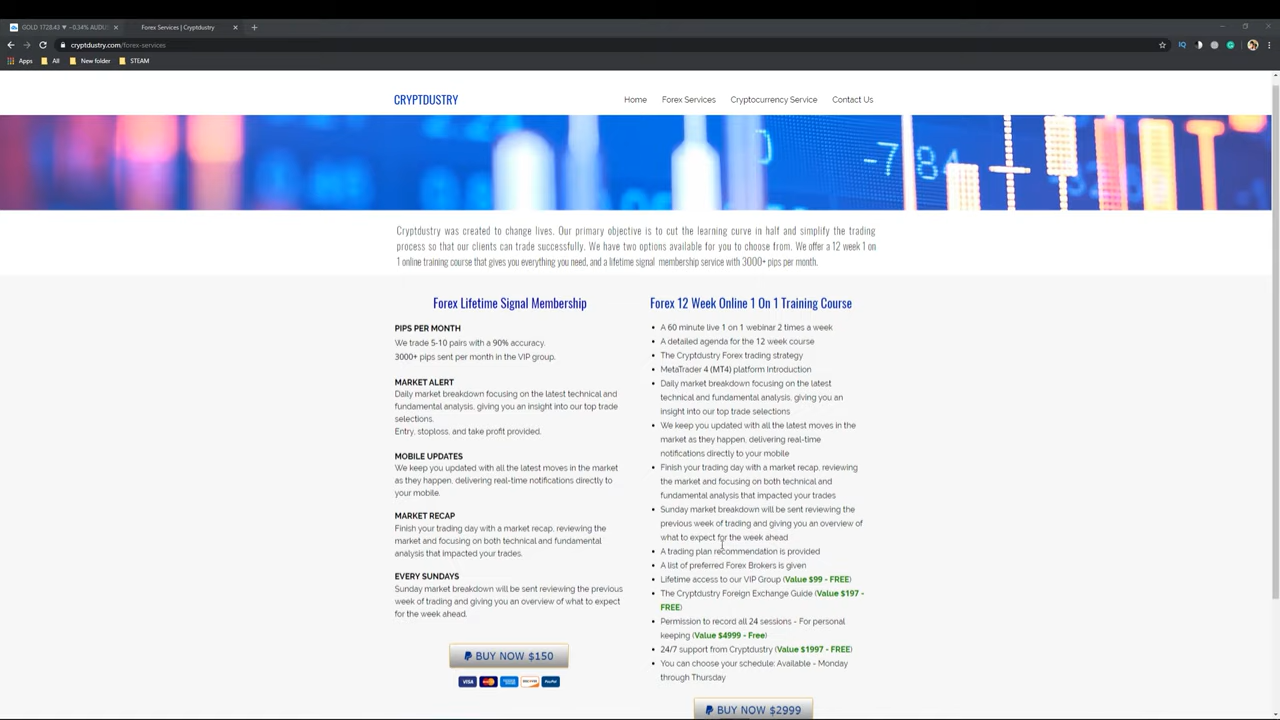 GOLD 1728.43 ▼ −0.34% AUDUS
Forex Services | Cryptdustry
cryptdustry.com/forex-services
Apps
All
New folder
STEAM
CRYPTDUSTRY
Home
Forex Services
Cryptocurrency Service
Contact Us
-7.84
Cryptdustry was created to change lives. Our primary objective is to cut the learning curve in half and simplify the trading
process so that our clients can trade successfully. We have two options available for you to choose from. We offer a 12 week 1 on
1 online training course that gives you everything you need, and a lifetime signal membership service with 3000+ pips per month.
Forex Lifetime Signal Membership
PIPS PER MONTH
We trade 5-10 pairs with a 90% accuracy.
3000+ pips sent per month in the VIP group.
MARKET ALERT
Daily market breakdown focusing on the latest technical and
fundamental analysis, giving you an insight into our top trade
selections.
Entry, stoploss, and take profit provided.
MOBILE UPDATES
We keep you updated with all the latest moves in the market
as they happen, delivering real-time notifications directly to
your mobile.
MARKET RECAP
Finish your trading day with a market recap, reviewing the
market and focusing on both technical and fundamental
analysis that impacted your trades.
EVERY SUNDAYS
Sunday market breakdown will be sent reviewing the previous
week of trading and giving you an overview of what to expect
for the week ahead.
BUY NOW $150
VISA
PayPal
Forex 12 Week Online 1 On 1 Training Course
• A 60 minute live 1 on 1 webinar 2 times a week
• A detailed agenda for the 12 week course
• The Cryptdustry Forex trading strategy
• MetaTrader 4 (MT4) platform Introduction
• Daily market breakdown focusing on the latest
technical and fundamental analysis, giving you an
insight into our top trade selections
• We keep you updated with all the latest moves in the
market as they happen, delivering real-time
notifications directly to your mobile
• Finish your trading day with a market recap, reviewing
the market and focusing on both technical and
fundamental analysis that impacted your trades
• Sunday market breakdown will be sent reviewing the
previous week of trading and giving you an overview of
what to expect for the week ahead
• A trading plan recommendation is provided
• A list of preferred Forex Brokers is given
• Lifetime access to our VIP Group (Value $99 - FREE)
• The Cryptdustry Foreign Exchange Guide (Value $197 -
FREE)
• Permission to record all 24 sessions - For personal
keeping (Value $4999 - Free)
• 24/7 support from Cryptdustry (Value $1997 - FREE)
• You can choose your schedule: Available - Monday
through Thursday
BUY NOW $2999